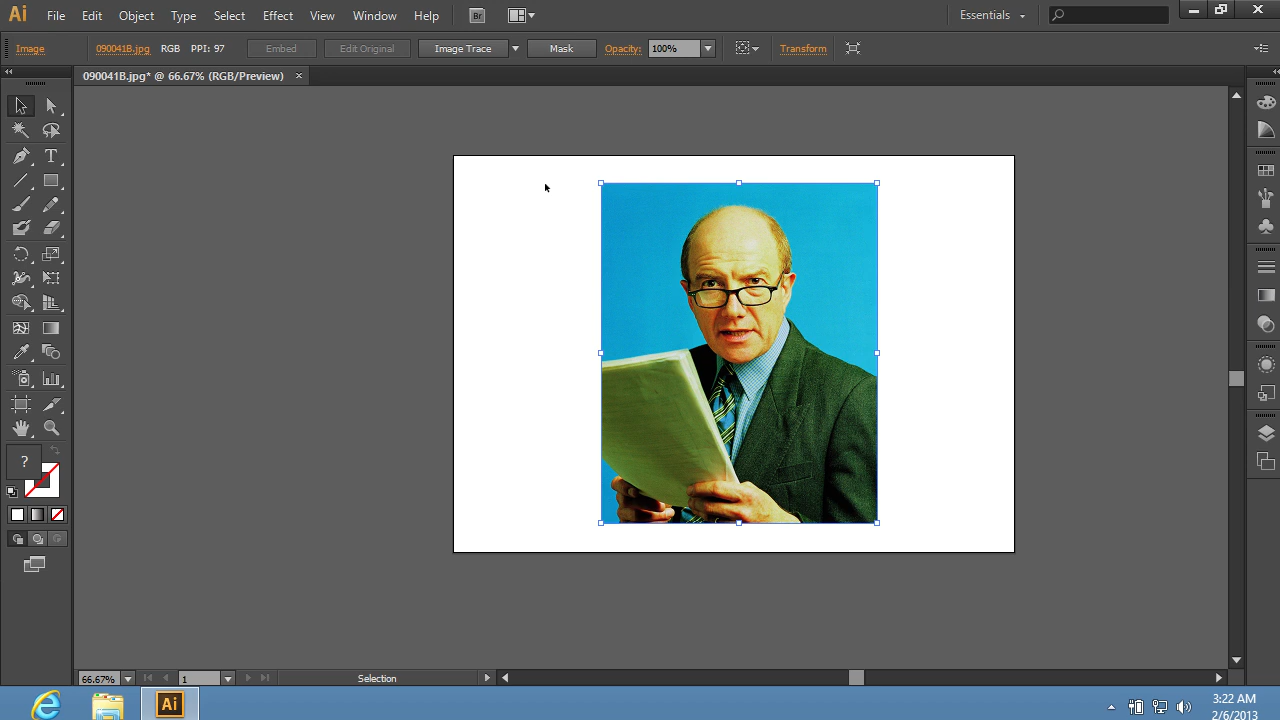 Ai File Edit Object Type Select Effect View Window Help Br Essentials
Image 090041B.jpg RGB PPI: 97 Embed Edit Original Image Trace Mask Opacity: 100% Transform
090041B.jpg* @ 66.67% (RGB/Preview) ×
T
?
66.67% 1 Selection
Ai 3:22 AM
2/6/2013